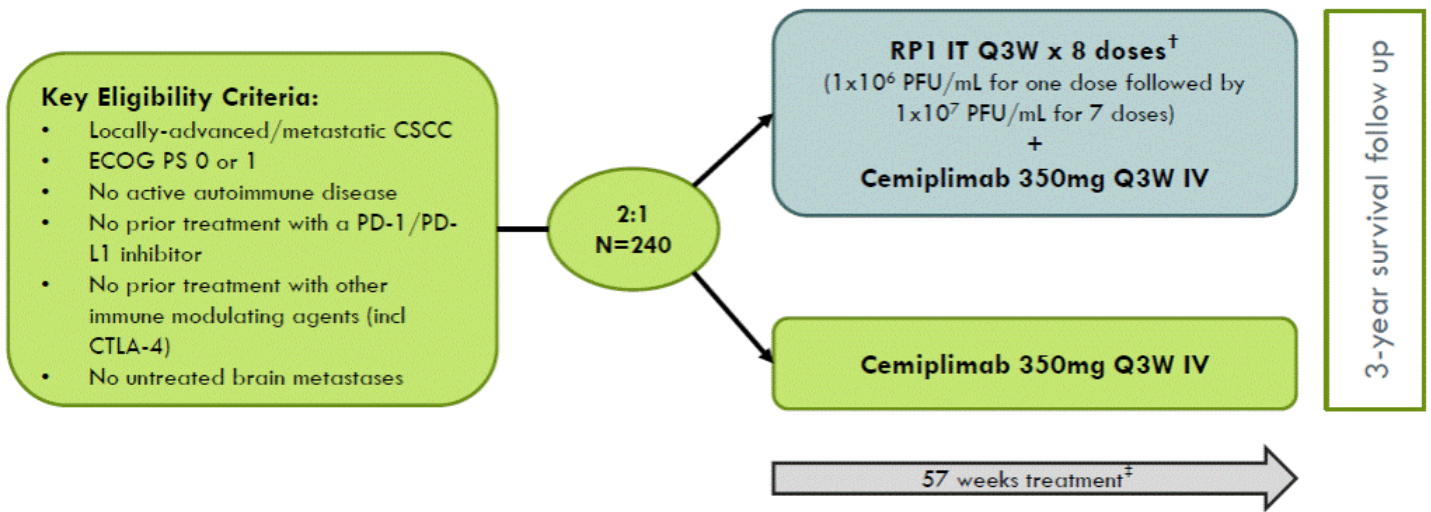 Key Eligibility Criteria:
• Locally-advanced/metastatic CSCC
• ECOG PS 0 or 1
• No active autoimmune disease
• No prior treatment with a PD-1/PD-
L1 inhibitor
• No prior treatment with other
immune modulating agents (incl
CTLA-4)
• No untreated brain metastases
2:1
N=240
RP1 IT Q3W x 8 doses†
(1x10⁶ PFU/mL for one dose followed by
1x10⁷ PFU/mL for 7 doses)
+
Cemiplimab 350mg Q3W IV
Cemiplimab 350mg Q3W IV
57 weeks treatment‡
3-year survival follow up